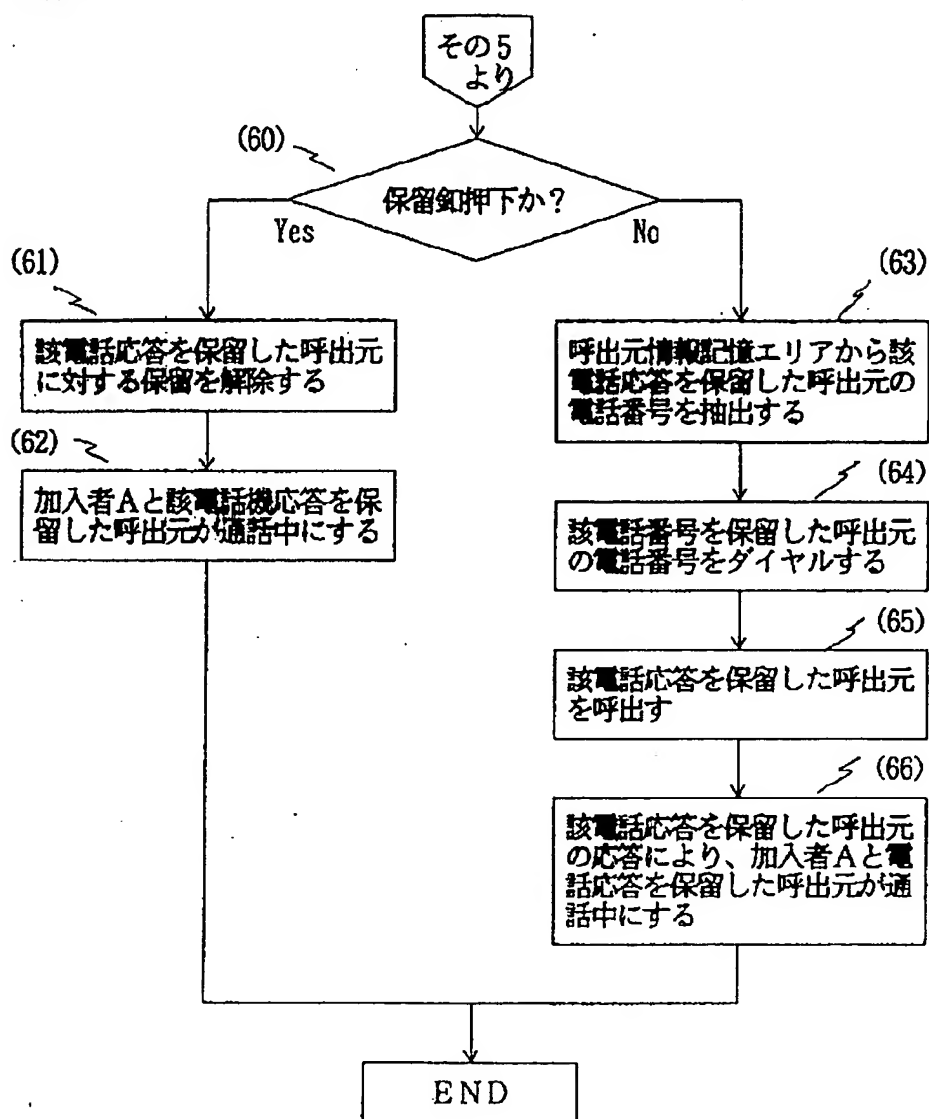 その5
より
(60)
保留釦押下か?
Yes
No
(61)
該電話応答を保留した呼出元
に対する保留を解除する
(62)
加入者Aと該電話機応答を保
留した呼出元が通話中にする
(63)
呼出元情報記憶エリアから該
電話応答を保留した呼出元の
電話番号を抽出する
(64)
該電話番号を保留した呼出元
の電話番号をダイヤルする
(65)
該電話応答を保留した呼出元
を呼出す
(66)
該電話応答を保留した呼出元
の応答により、加入者Aと電
話応答を保留した呼出元が通
話中にする
END